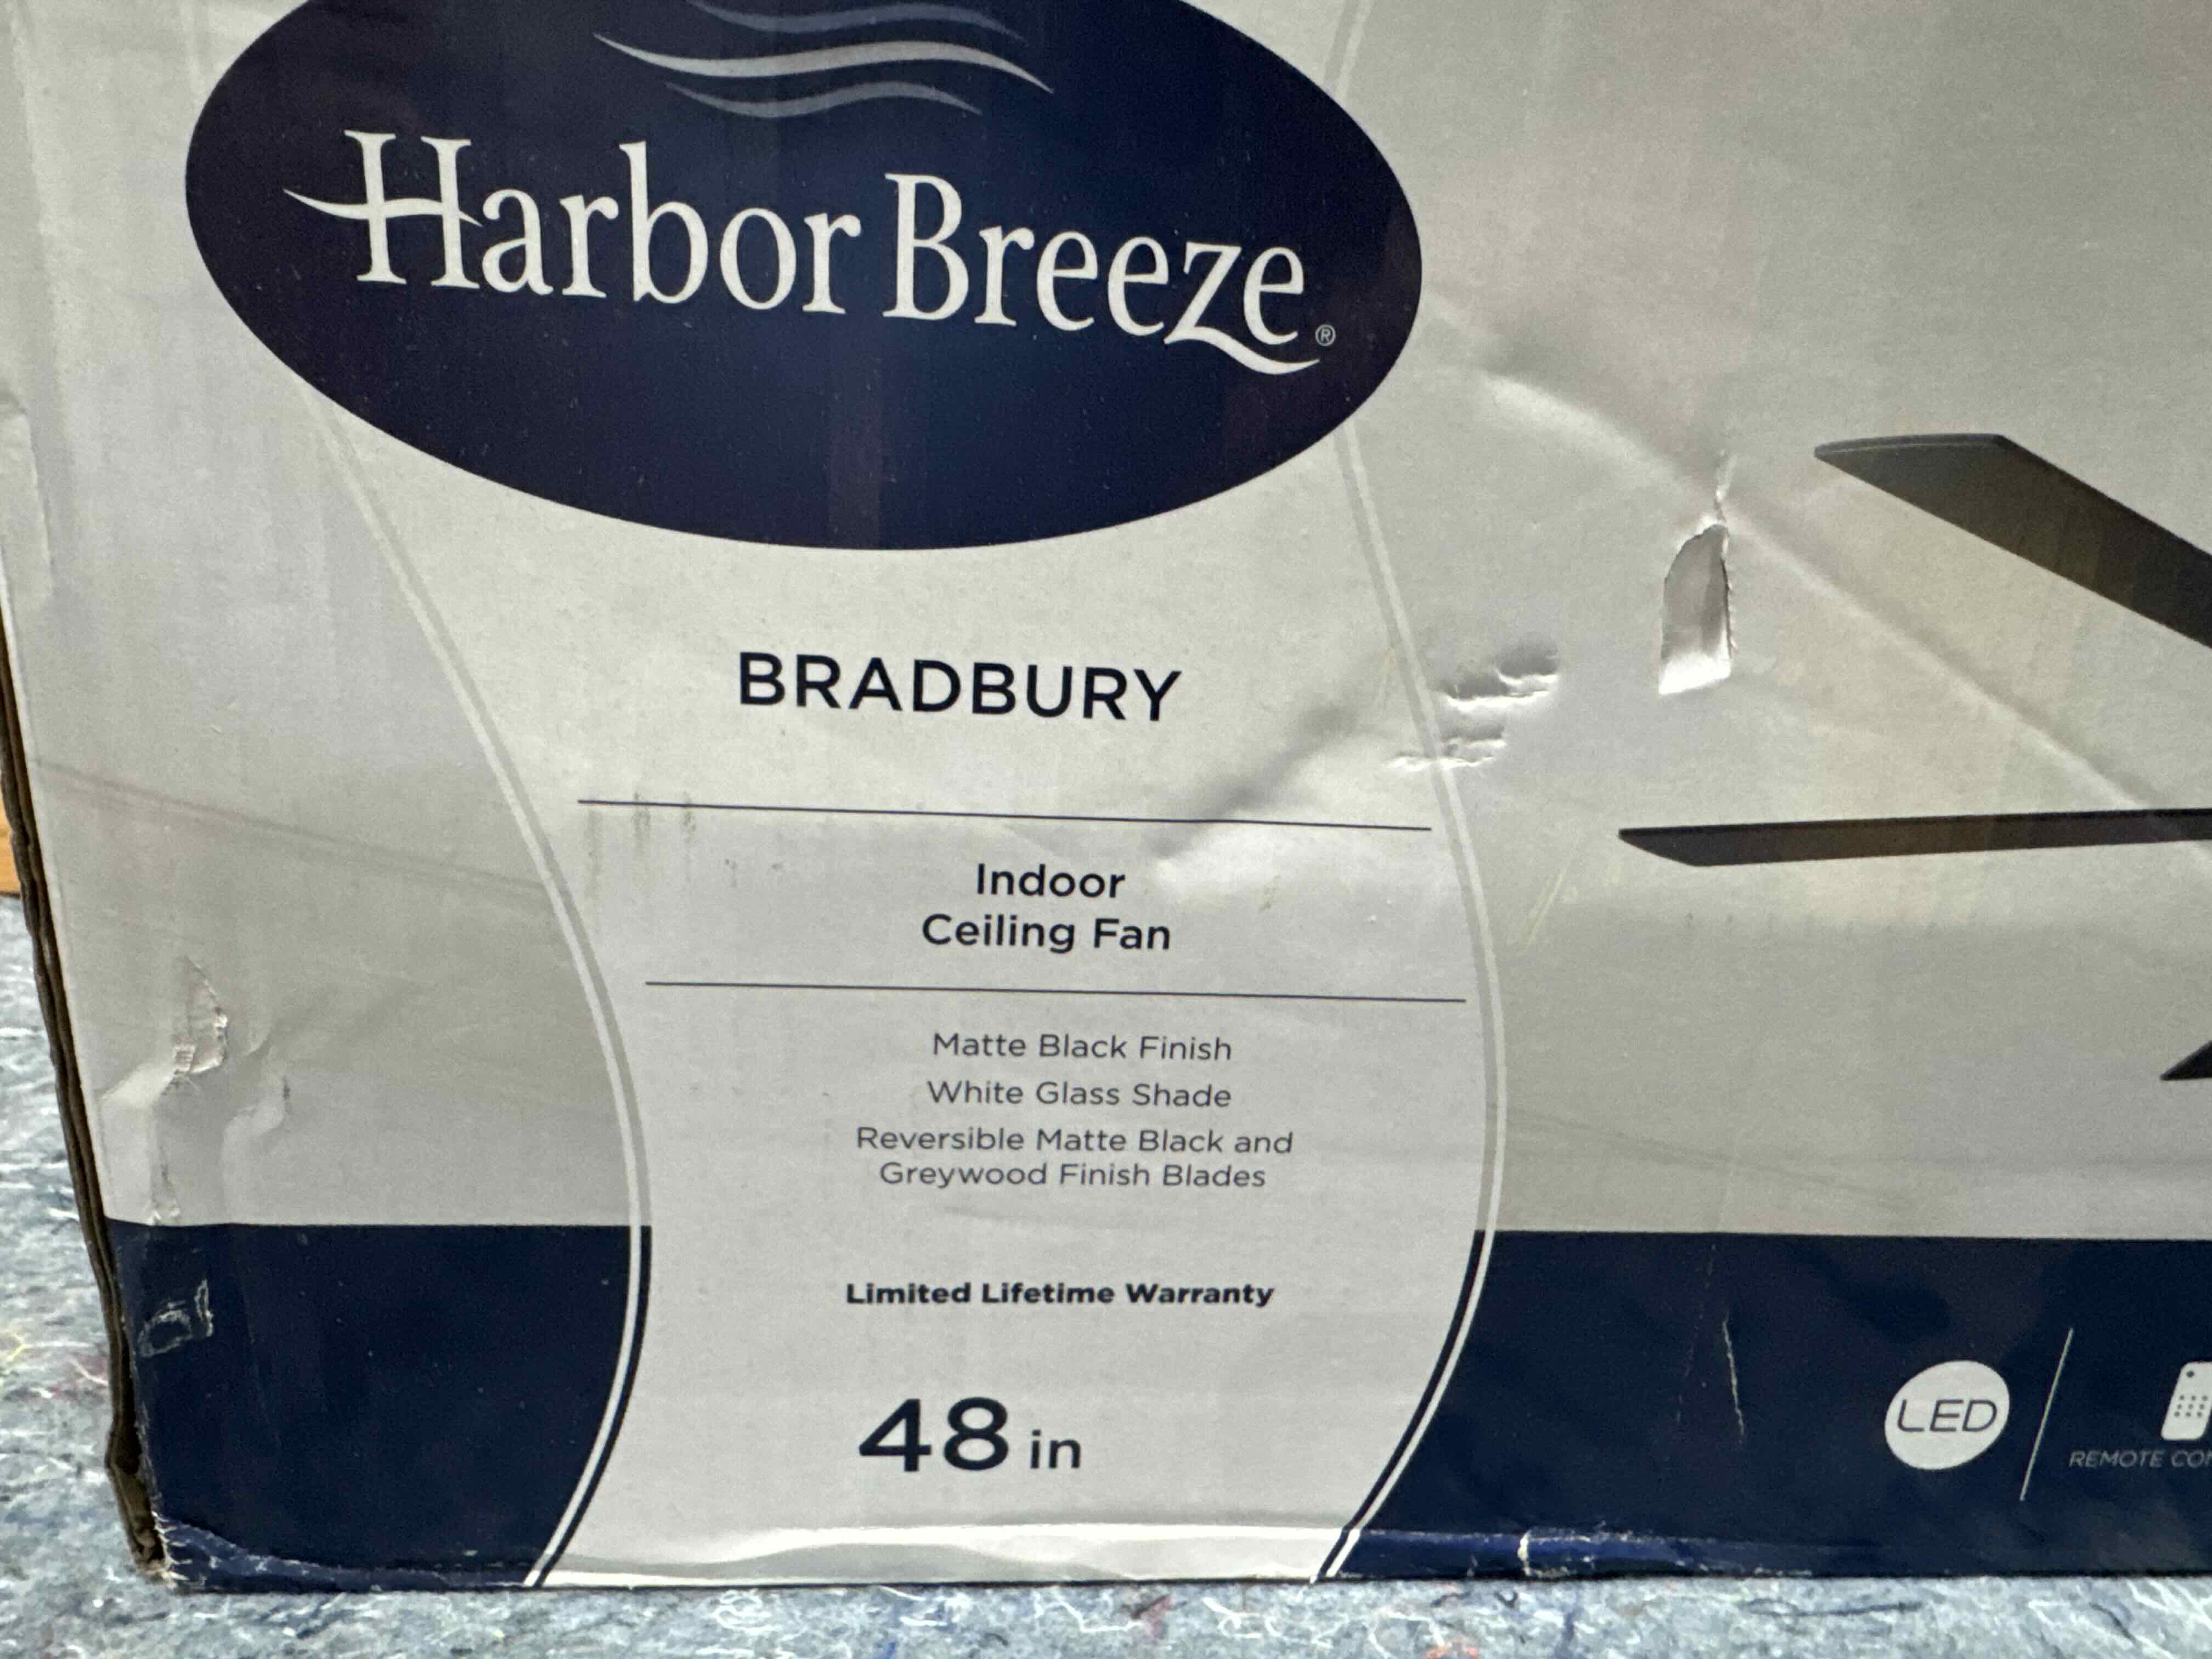 Harbor Breeze®
BRADBURY
Indoor
Ceiling Fan
Matte Black Finish
White Glass Shade
Reversible Matte Black and
Greywood Finish Blades
Limited Lifetime Warranty
48 in
LED
REMOTE